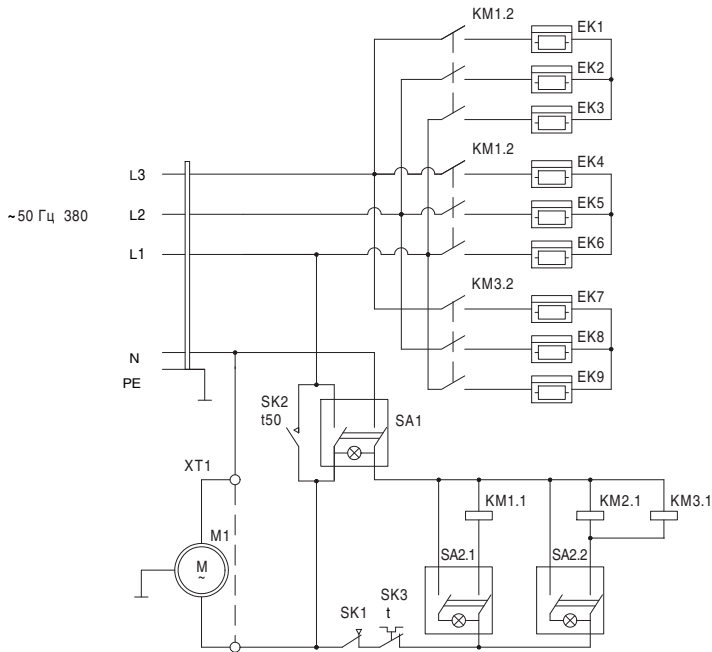 KM1.2
EK1
EK2
EK3
KM1.2
EK4
L3
~50 Гц 380
L2
EK5
L1
EK6
KM3.2
EK7
EK8
N
EK9
PE
SK2
t50
SA1
XT1
KM1.1
KM2.1
KM3.1
M1
SA2.1
SA2.2
M
~
SK1
SK3
t